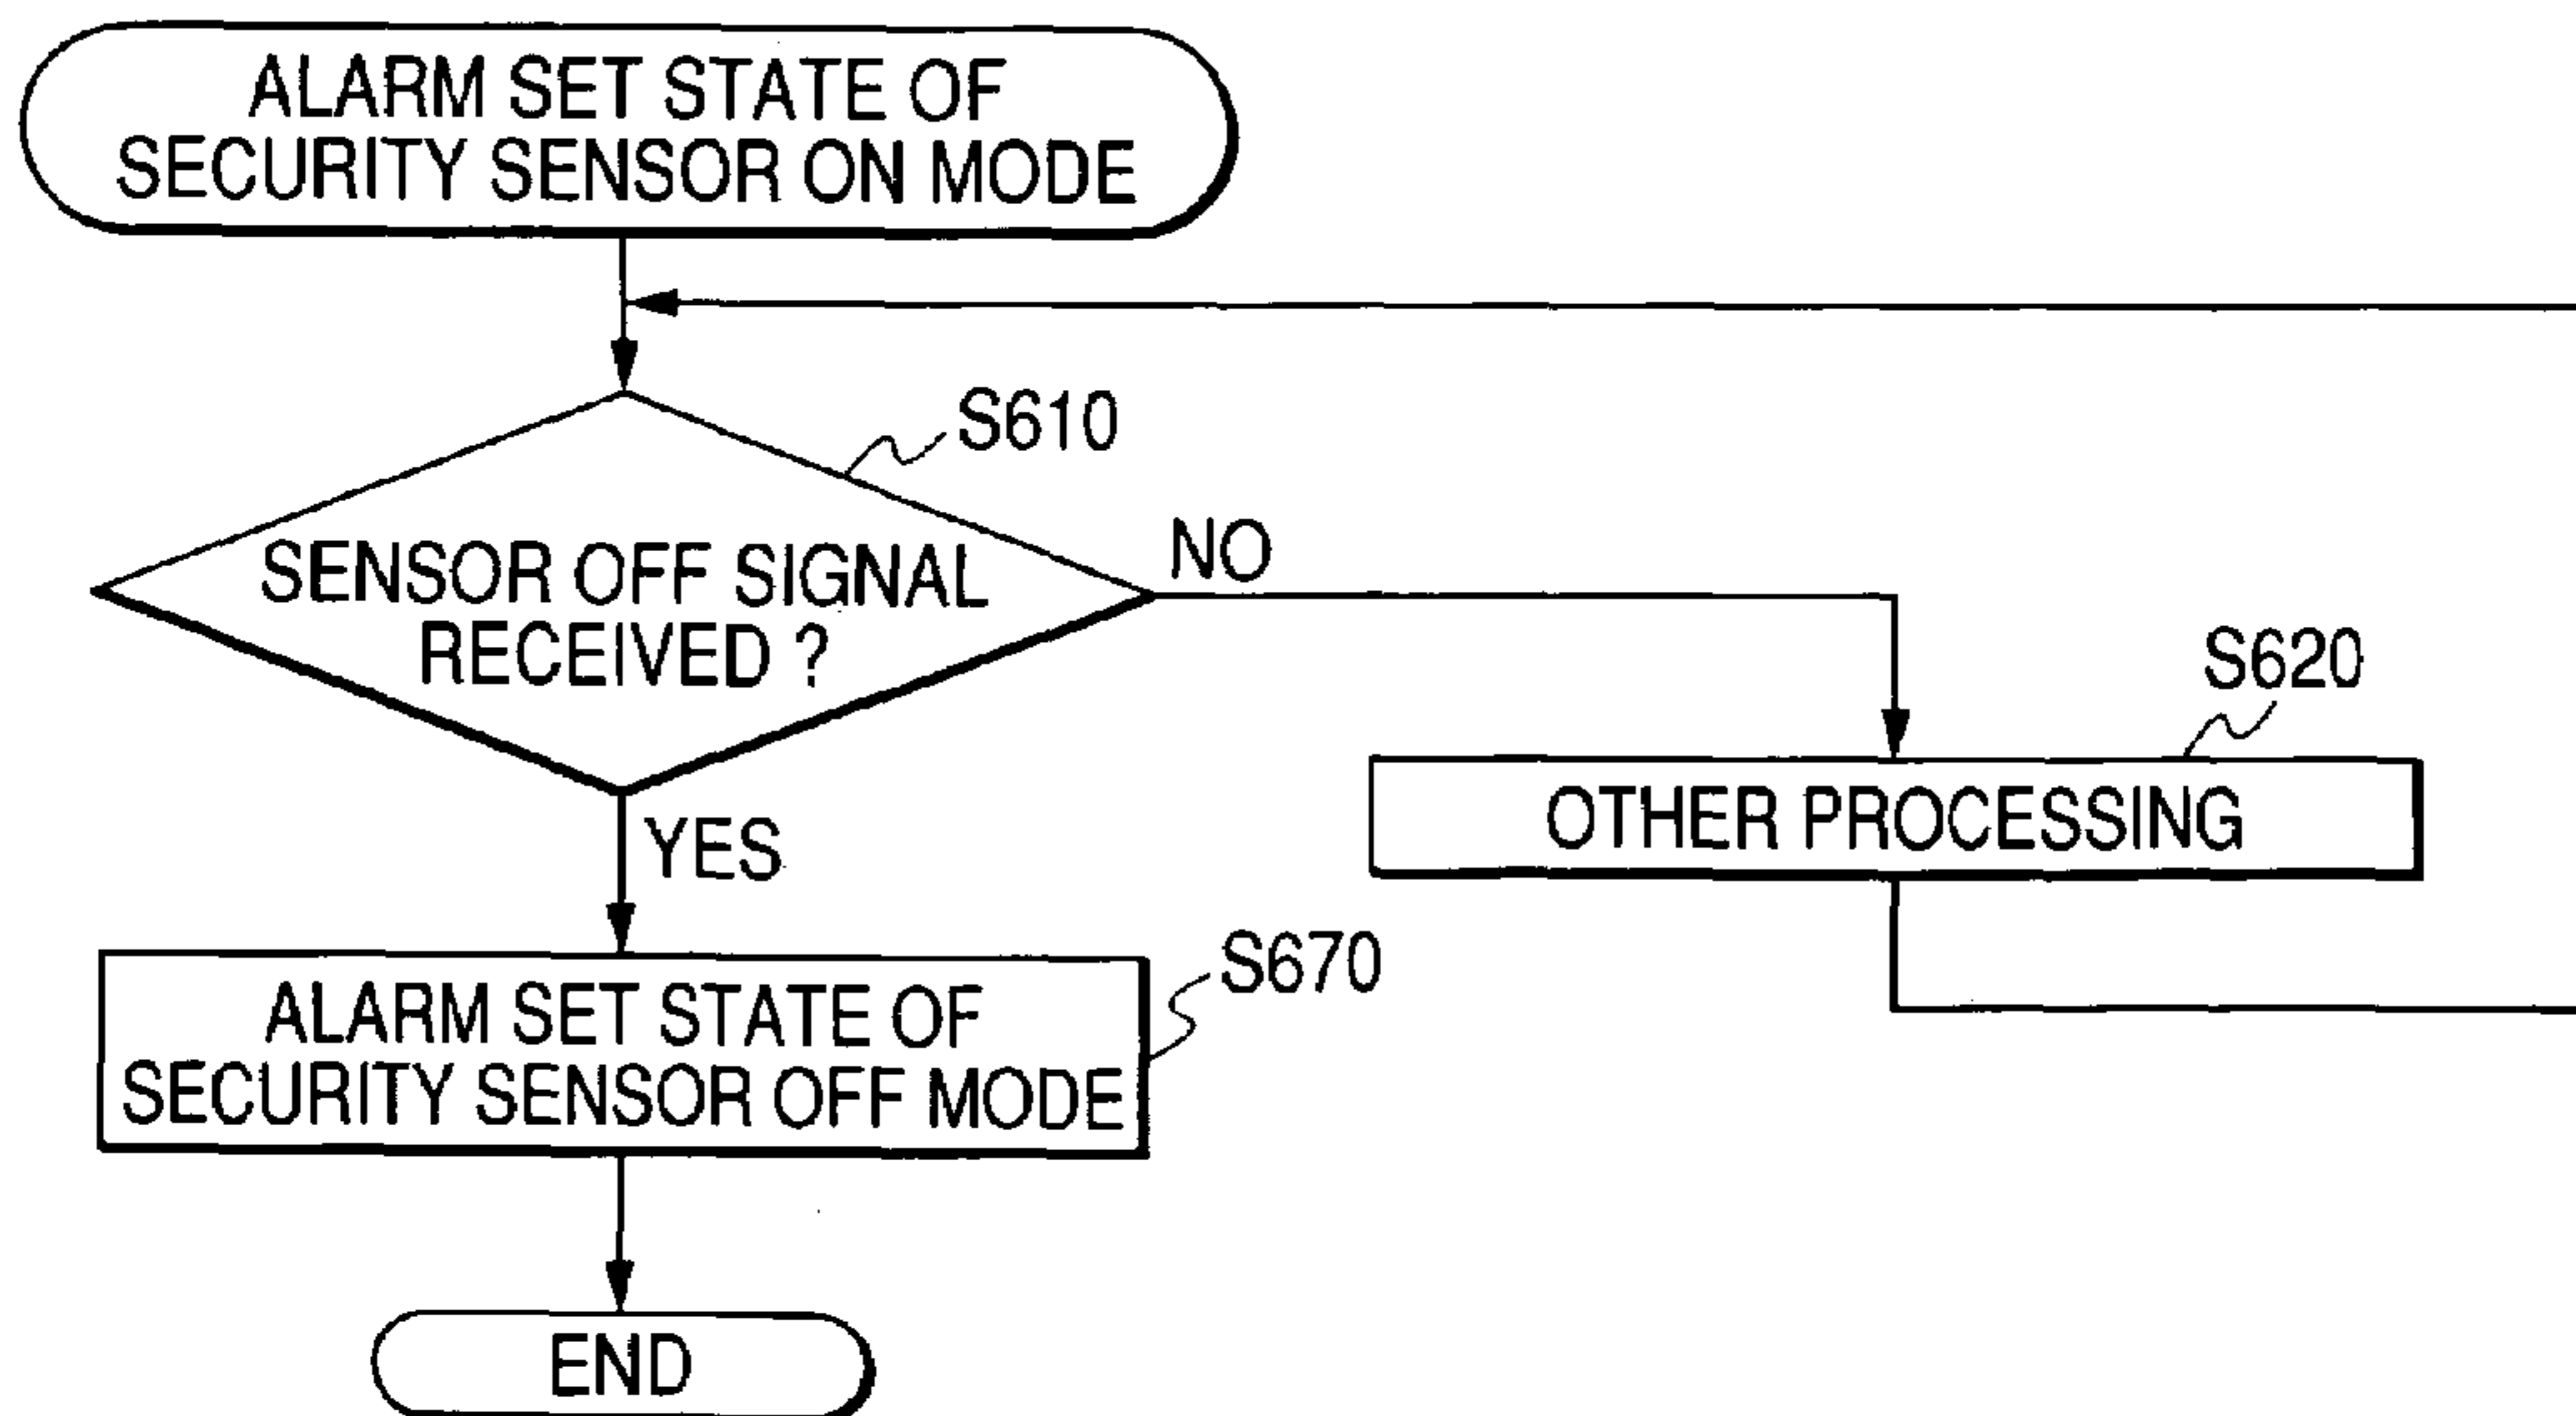 ALARM SET STATE OF
SECURITY SENSOR ON MODE
S610
SENSOR OFF SIGNAL
RECEIVED ?
NO
S620
OTHER PROCESSING
YES
S670
ALARM SET STATE OF
SECURITY SENSOR OFF MODE
END